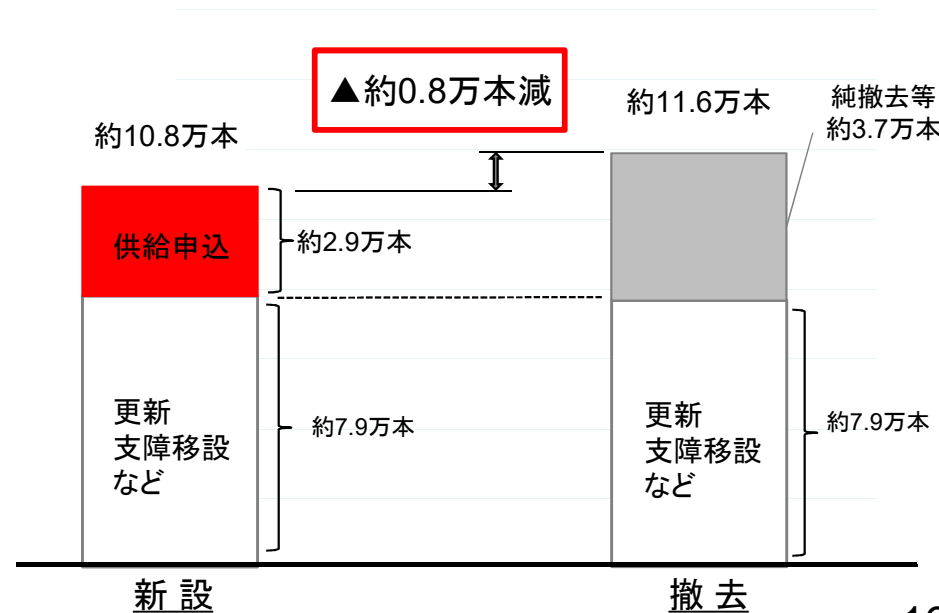 ▲約0.8万本減
約10.8万本
約11.6万本
純撤去等
約3.7万本
供給申込
約2.9万本
更新
支障移設
など
約7.9万本
更新
支障移設
など
約7.9万本
新 設
撤 去